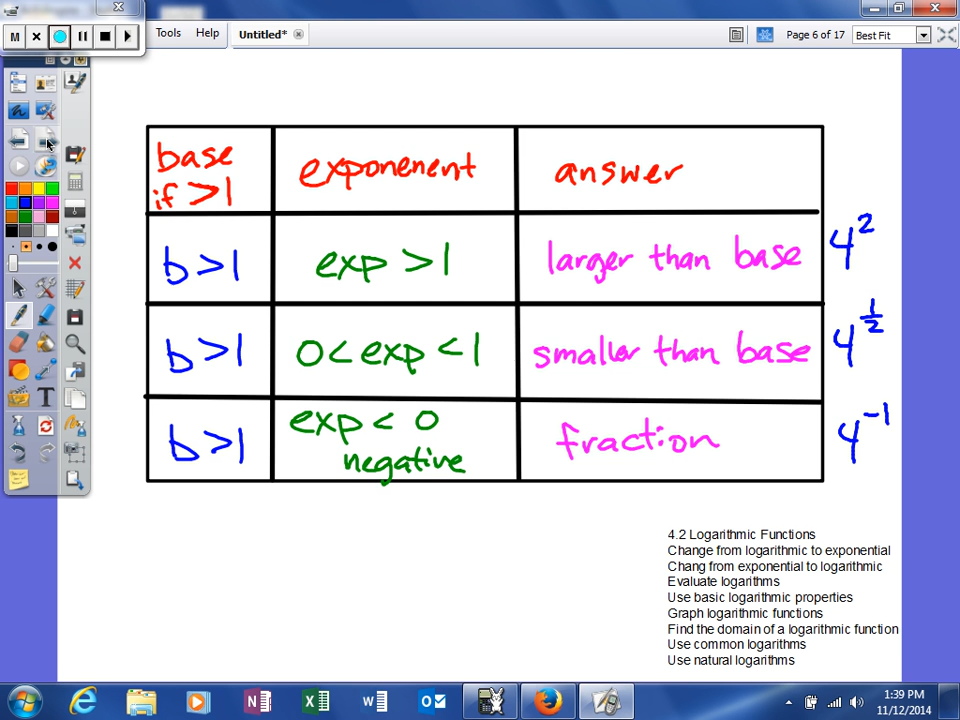 M
Tools Help Untitled* Page 6 of 17 Best Fit
base
if >1
exponenent
answer
b >1
exp >1
larger than base
4^2
b >1
0 < exp < 1
smaller than base
4^1/2
b >1
exp < 0
negative
fraction
4^-1
4.2 Logarithmic Functions
Change from logarithmic to exponential
Chang from exponential to logarithmic
Evaluate logarithms
Use basic logarithmic properties
Graph logarithmic functions
Find the domain of a logarithmic function
Use common logarithms
Use natural logarithms
1:39 PM
11/12/2014